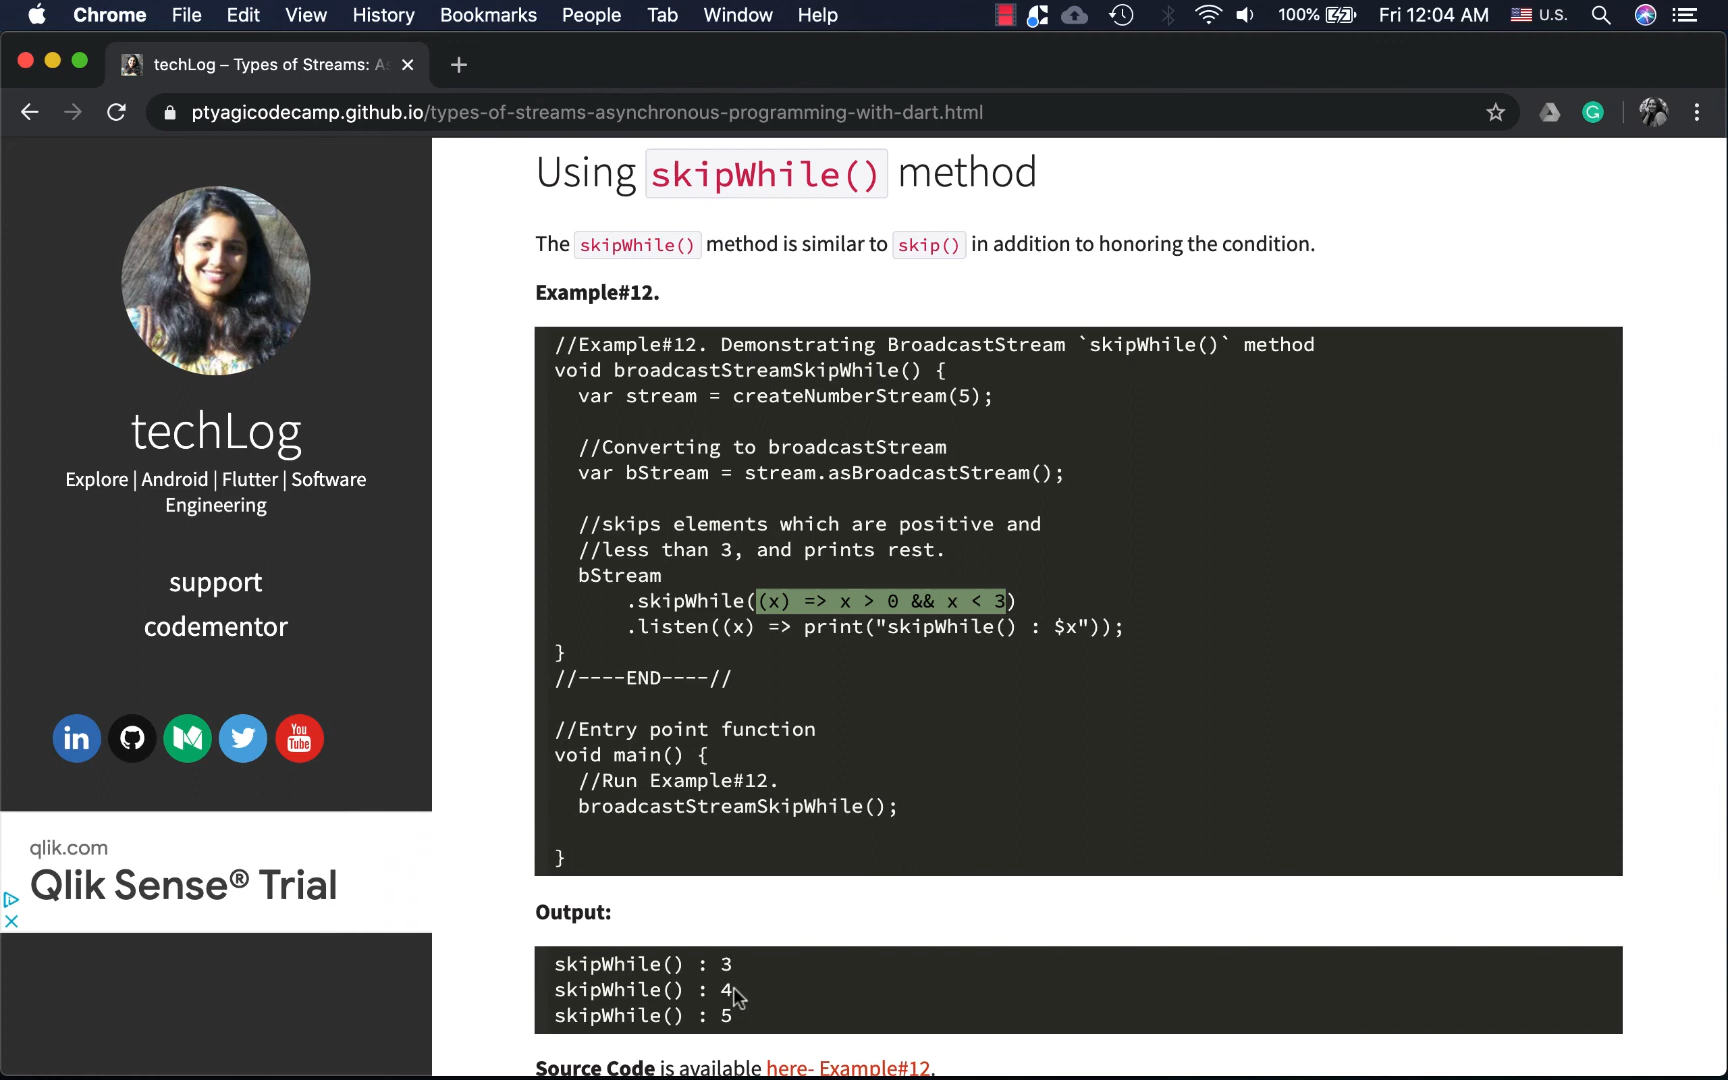 Chrome File Edit View History Bookmarks People Tab Window Help 100% Fri 12:04 AM U.S.
techLog – Types of Streams: As
ptyagicodecamp.github.io/types-of-streams-asynchronous-programming-with-dart.html
techLog
Explore | Android | Flutter | Software
Engineering
support
codementor
in
You
Tube
qlik.com
Qlik Sense® Trial
Using skipWhile() method
The skipWhile() method is similar to skip() in addition to honoring the condition.
Example#12.
//Example#12. Demonstrating BroadcastStream `skipWhile()` method
void broadcastStreamSkipWhile() {
var stream = createNumberStream(5);
//Converting to broadcastStream
var bStream = stream.asBroadcastStream();
//skips elements which are positive and
//less than 3, and prints rest.
bStream
.skipWhile((x) => x > 0 && x < 3)
.listen((x) => print("skipWhile() : $x"));
}
//----END----//
//Entry point function
void main() {
//Run Example#12.
broadcastStreamSkipWhile();
}
Output:
skipWhile() : 3
skipWhile() : 4
skipWhile() : 5
Source Code is available here- Example#12.